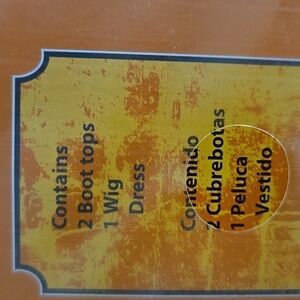 Contains
2 Boot tops
1 Wig
Dress
Contenido
2 Cubrebotas
1 Peluca
Vestido